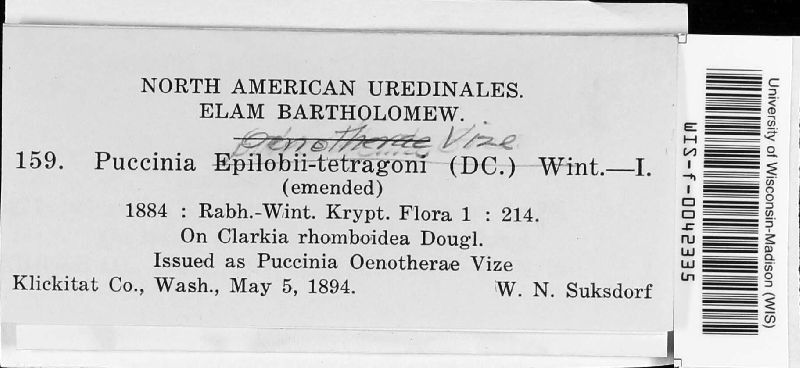 NORTH AMERICAN UREDINALES.
ELAM BARTHOLOMEW.
Oenotherae Vize
159. Puccinia Epilobii-tetragoni (DC.) Wint.—I.
(emended)
1884 : Rabh.-Wint. Krypt. Flora 1 : 214.
On Clarkia rhomboidea Dougl.
Issued as Puccinia Oenotherae Vize
Klickitat Co., Wash., May 5, 1894. W. N. Suksdorf
WIS-f-0042335
University of Wisconsin-Madison (WIS)